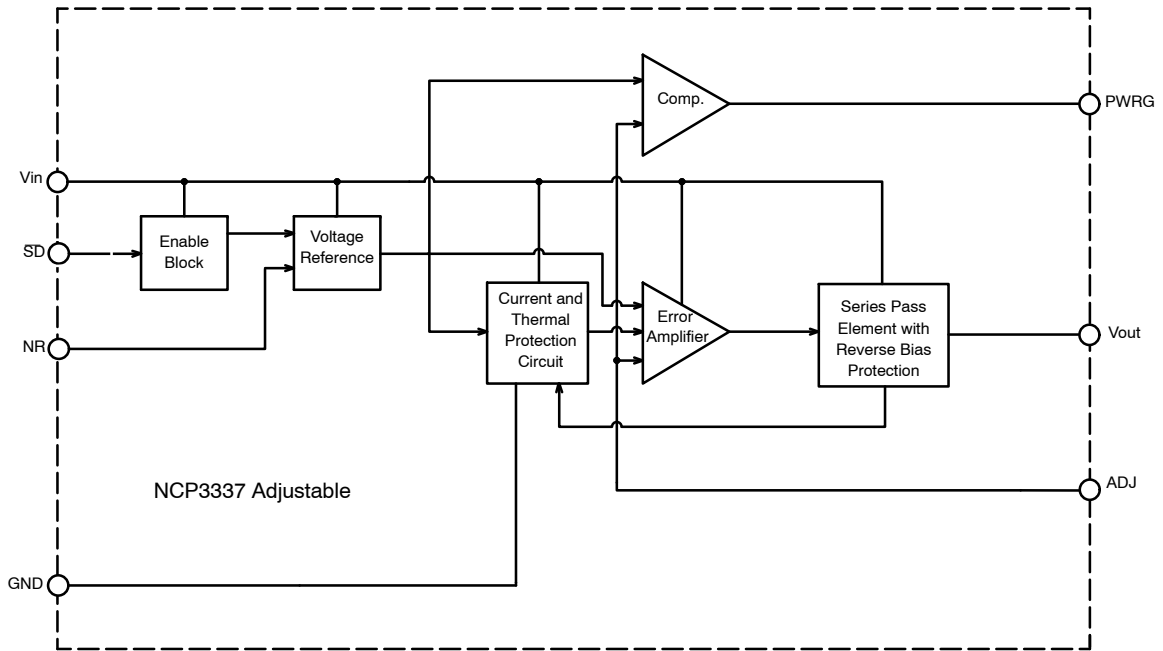 Comp.
PWRG
Vin
SD
Enable
Block
Voltage
Reference
NR
Current and
Thermal
Protection
Circuit
Error
Amplifier
Series Pass
Element with
Reverse Bias
Protection
Vout
NCP3337 Adjustable
ADJ
GND